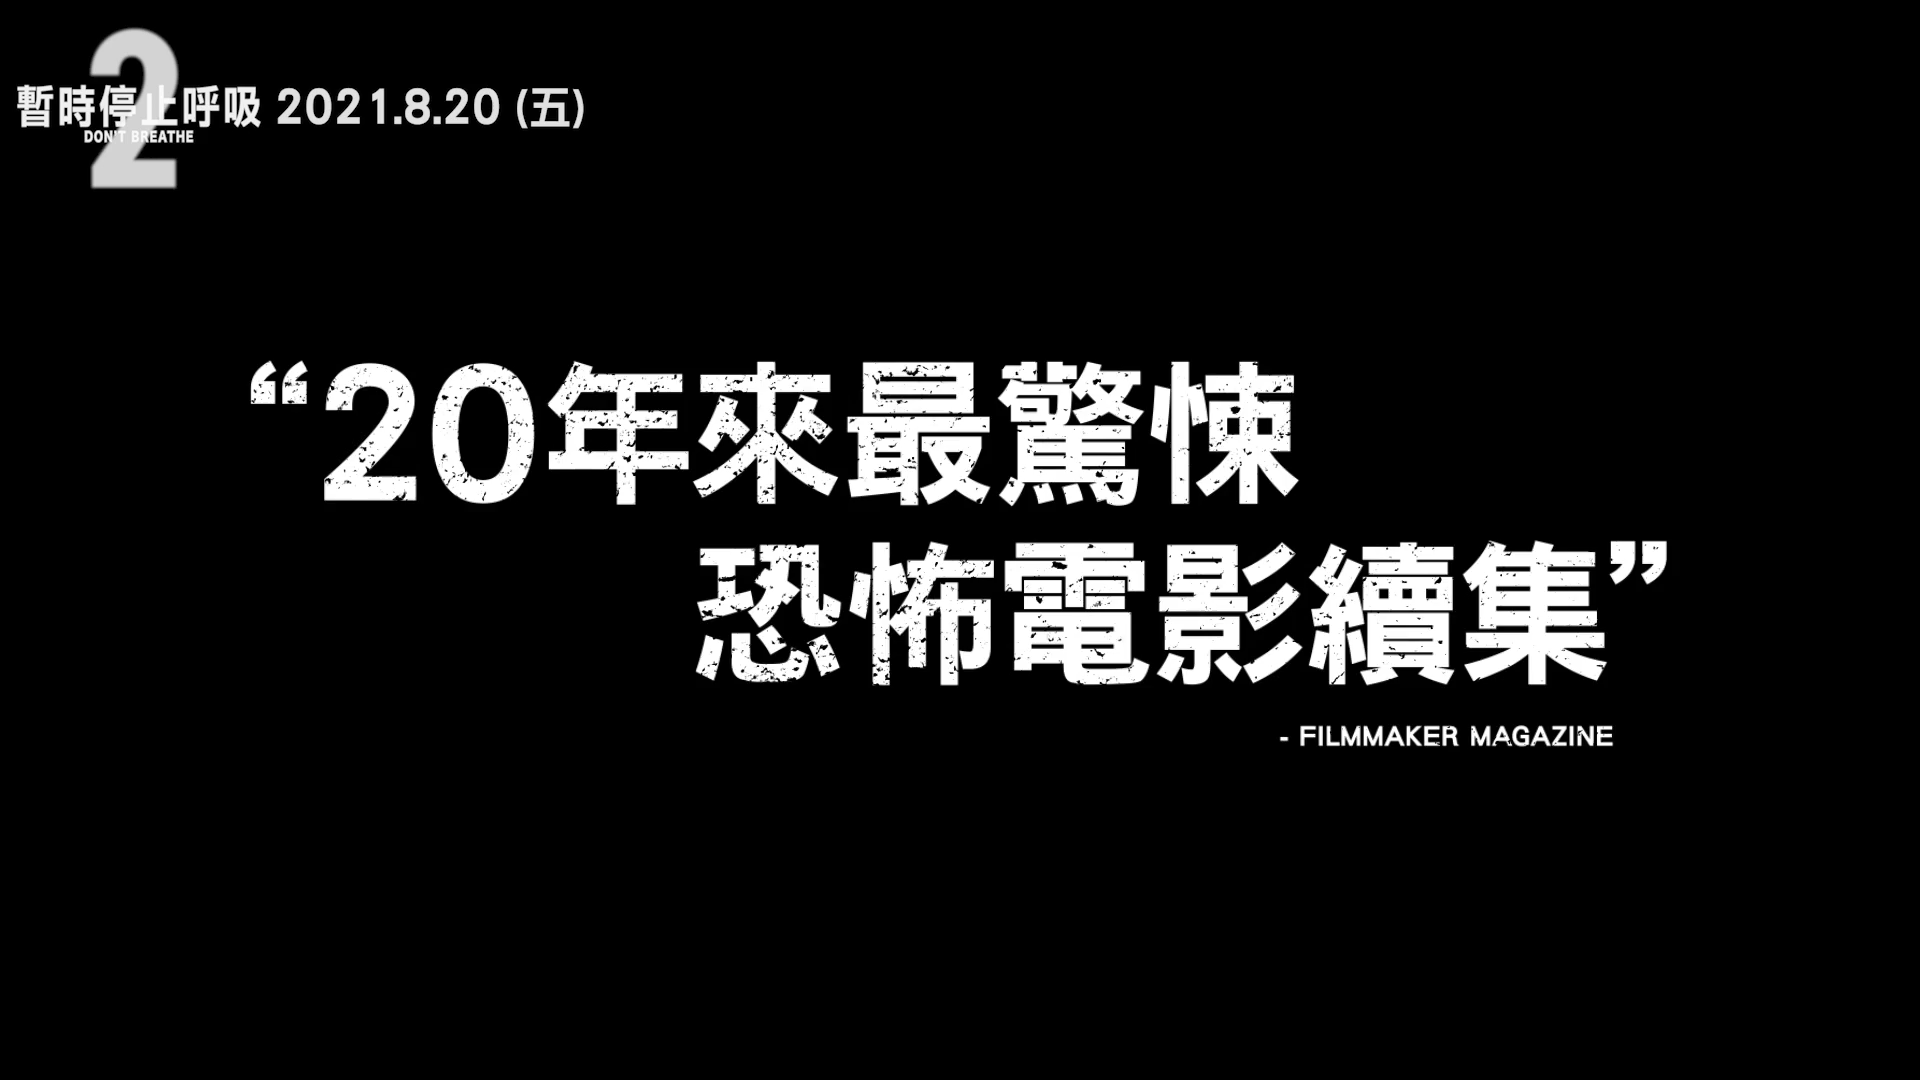 2
暫時停止呼吸 2021.8.20 (五)
DON'T BREATHE
“20年來最驚悚
恐怖電影續集”
- FILMMAKER MAGAZINE